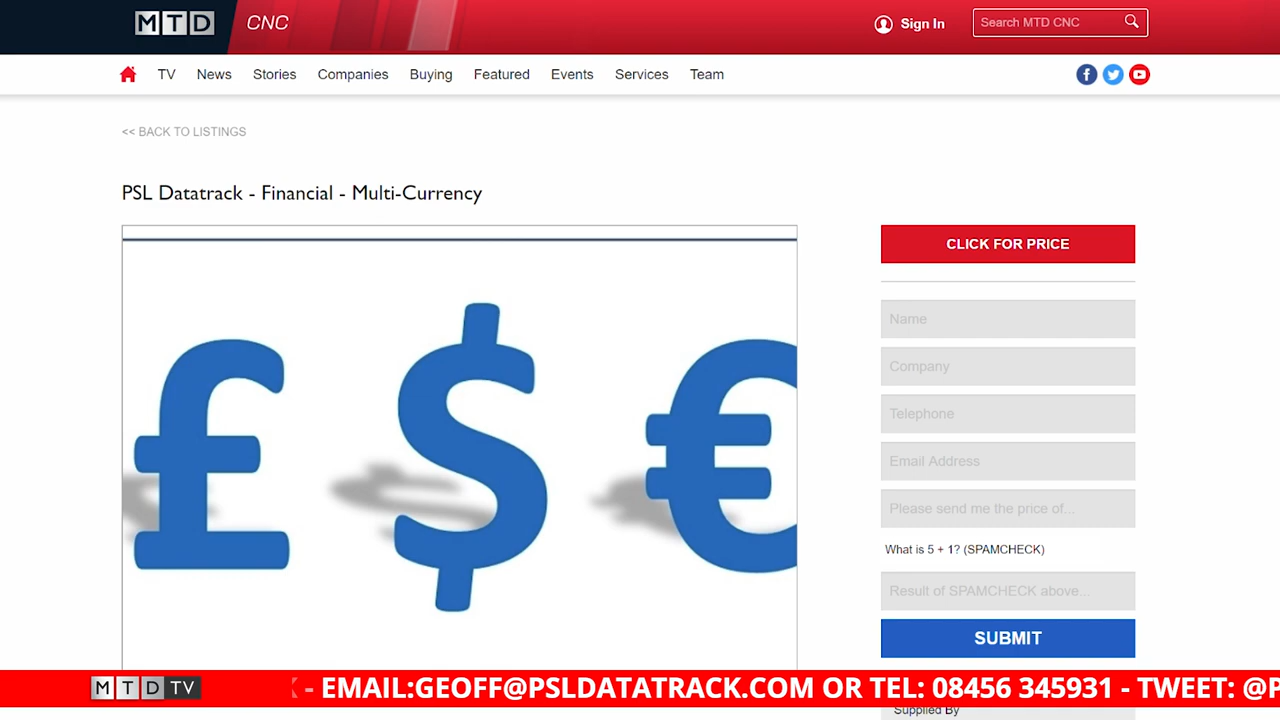 MTD CNC
Sign In
Search MTD CNC
TV News Stories Companies Buying Featured Events Services Team
<< BACK TO LISTINGS
PSL Datatrack - Financial - Multi-Currency
£ $ €
CLICK FOR PRICE
Name
Company
Telephone
Email Address
Please send me the price of...
What is 5 + 1? (SPAMCHECK)
Result of SPAMCHECK above...
SUBMIT
MTD TV
- EMAIL:GEOFF@PSLDATATRACK.COM OR TEL: 08456 345931 - TWEET: @P
Supplied By